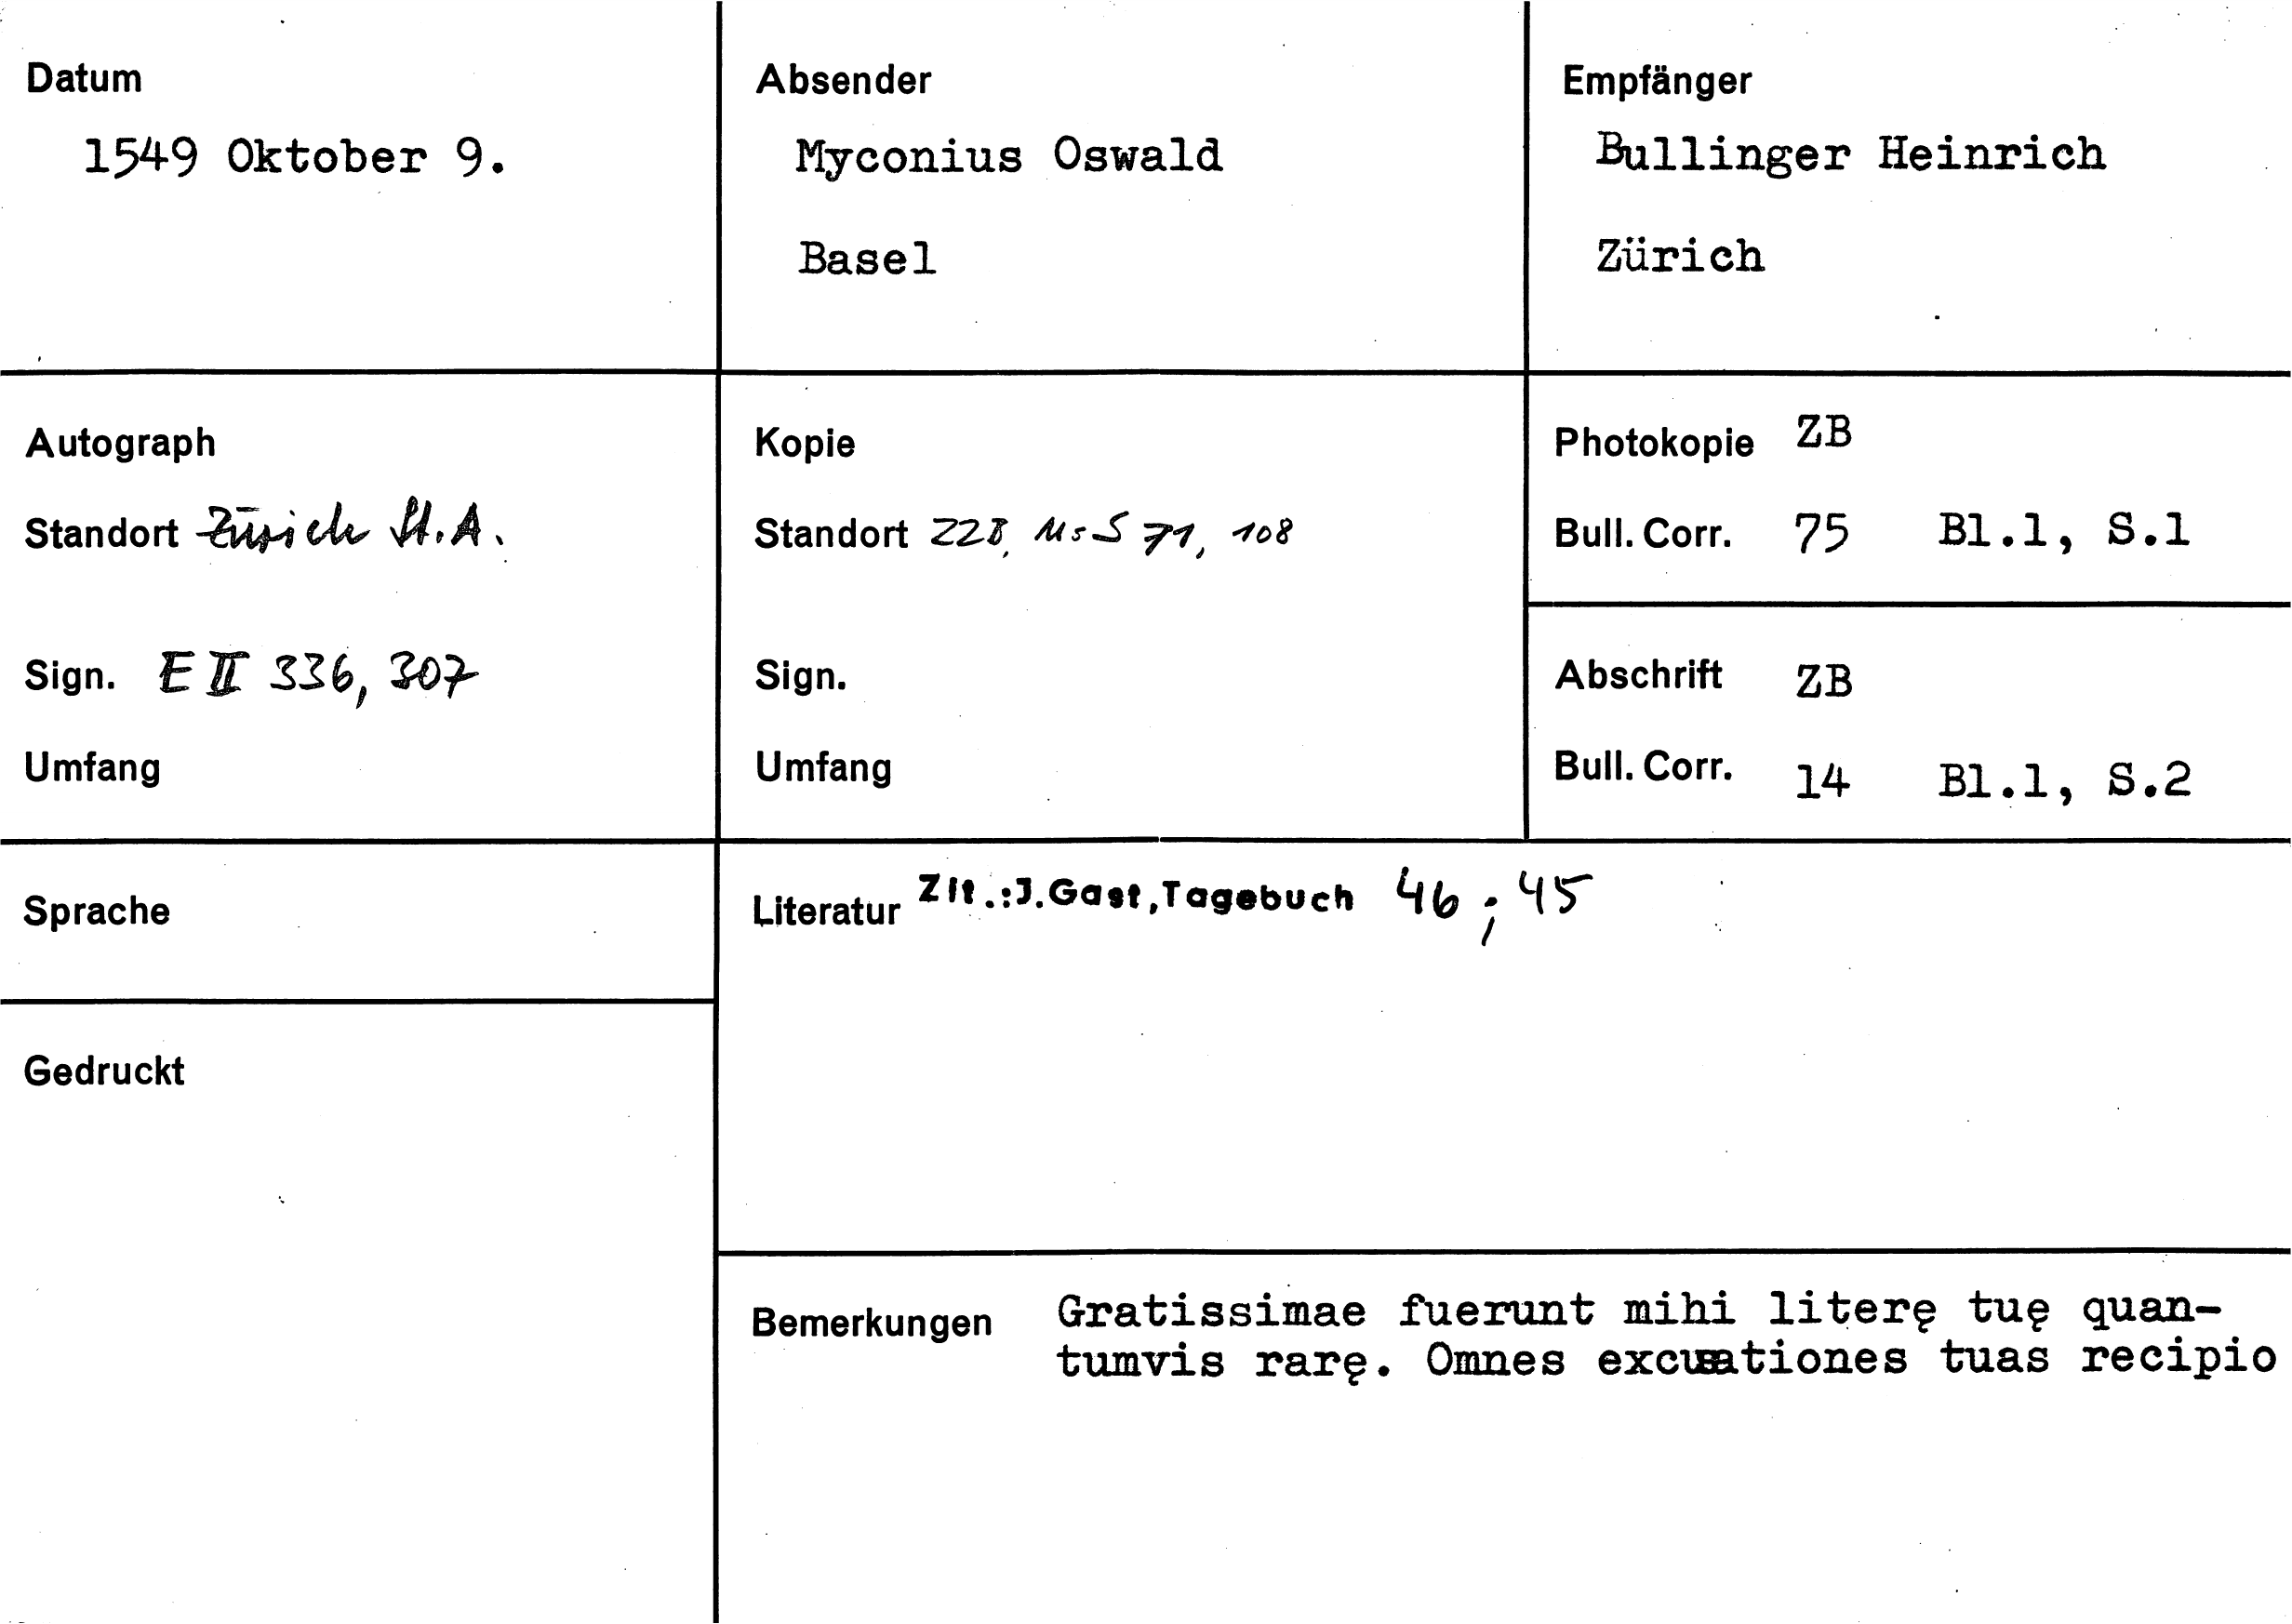 Datum
1549 Oktober 9.
Absender
Myconius Oswald
Basel
Empfänger
Bullinger Heinrich
Zürich
Autograph
Standort Zürich St.A.
Sign. E II 336, 307
Umfang
Kopie
Standort ZZB, Ms S 71, 108
Sign.
Umfang
Photokopie ZB
Bull. Corr. 75 Bl.1, S.1
Abschrift ZB
Bull. Corr. 14 Bl.1, S.2
Sprache
Literatur Zit.:J.Gast,Tagebuch 46 ; 45
Gedruckt
Bemerkungen Gratissimae fuerunt mihi literę tuę quan-
tumvis rarę. Omnes excusationes tuas recipio